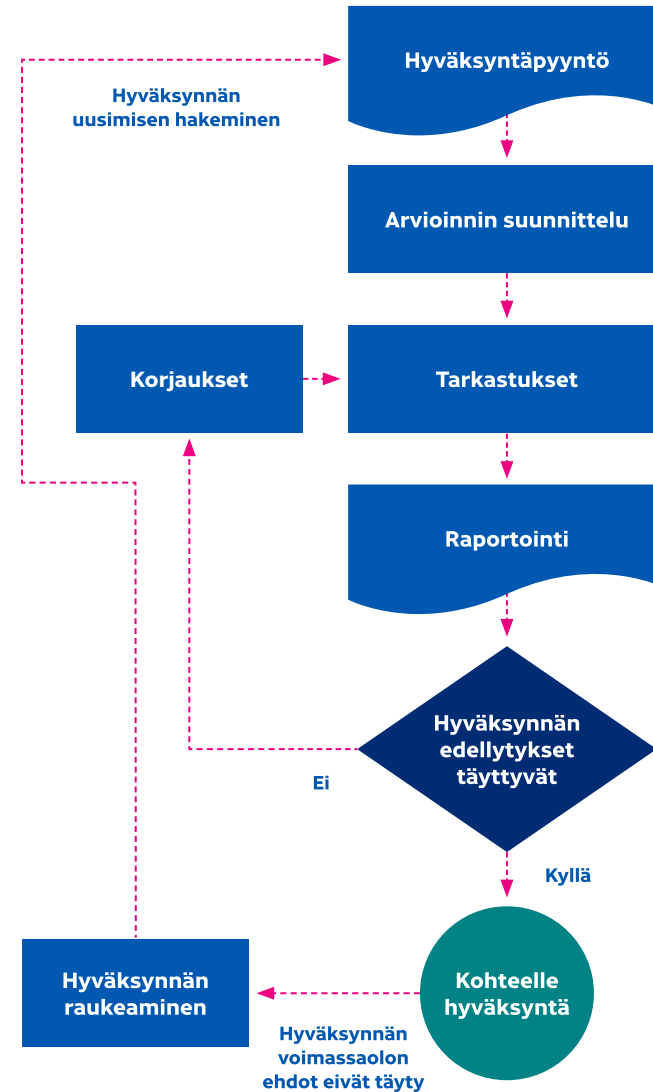 Hyväksyntäpyyntö
Hyväksynnän
uusimisen hakeminen
Arvioinnin suunnittelu
Korjaukset
Tarkastukset
Raportointi
Hyväksynnän
edellytykset
täyttyvät
Ei
Kyllä
Kohteelle
hyväksyntä
Hyväksynnän
raukeaminen
Hyväksynnän
voimassaolon
ehdot eivät täyty